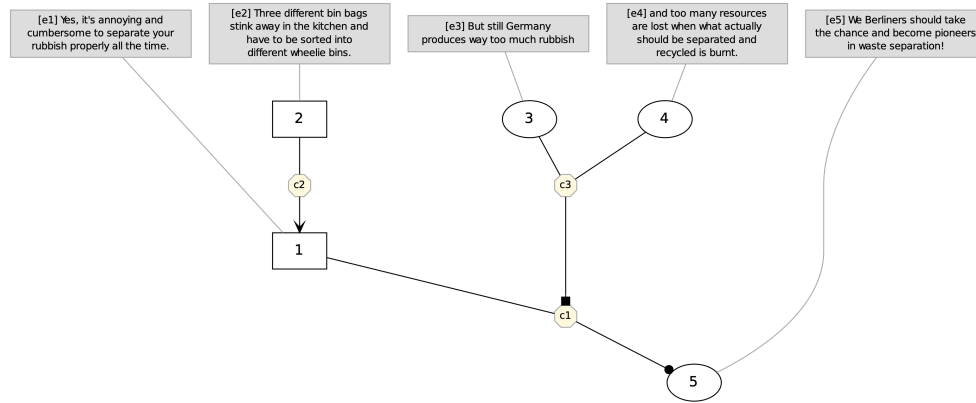 [e1] Yes, it's annoying and
cumbersome to separate your
rubbish properly all the time.
[e2] Three different bin bags
stink away in the kitchen and
have to be sorted into
different wheelie bins.
[e3] But still Germany
produces way too much rubbish
[e4] and too many resources
are lost when what actually
should be separated and
recycled is burnt.
[e5] We Berliners should take
the chance and become pioneers
in waste separation!
2
3
4
c2
c3
1
c1
5